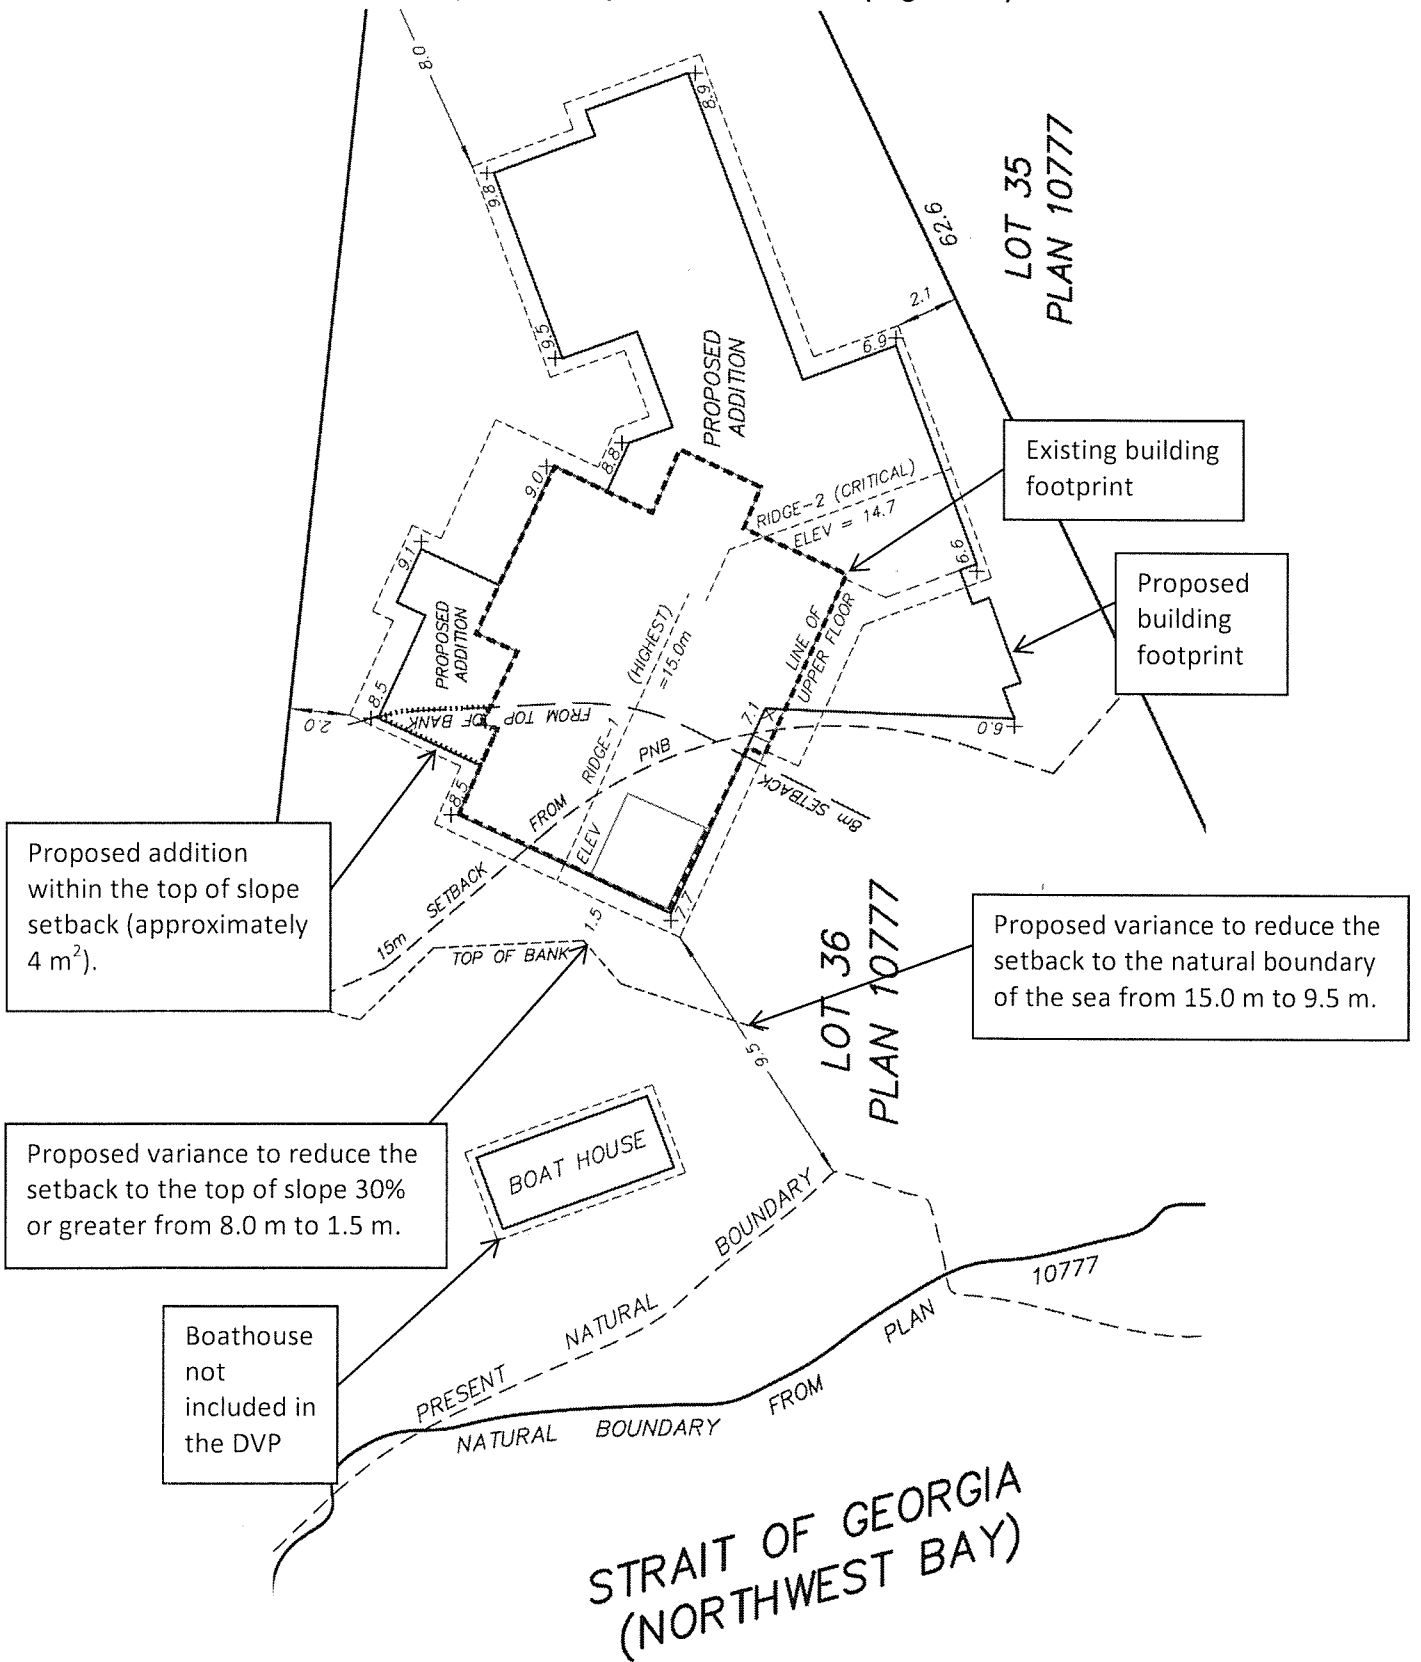 8.0
8.9
9.8
LOT 35
PLAN 10777
62.6
2.1
9.5
6.9
PROPOSED
ADDITION
8.8
9.0
RIDGE-2 (CRITICAL)
ELEV = 14.7
Existing building
footprint
9.1
6.6
Proposed
building
footprint
PROPOSED
ADDITION
(HIGHEST)
=15.0m
LINE OF
UPPER FLOOR
8.5
2.0
FROM TOP OF BANK
7.1
6.0
RIDGE-1
ELEV
PNB
FROM
SETBACK
15m
8m SETBACK
8.5
Proposed addition
within the top of slope
setback (approximately
4 m²).
7.7
1.5
TOP OF BANK
LOT 36
PLAN 10777
Proposed variance to reduce the
setback to the natural boundary
of the sea from 15.0 m to 9.5 m.
9.5
Proposed variance to reduce the
setback to the top of slope 30%
or greater from 8.0 m to 1.5 m.
BOAT HOUSE
Boathouse
not
included in
the DVP
PRESENT NATURAL BOUNDARY
NATURAL BOUNDARY FROM PLAN 10777
STRAIT OF GEORGIA
(NORTHWEST BAY)